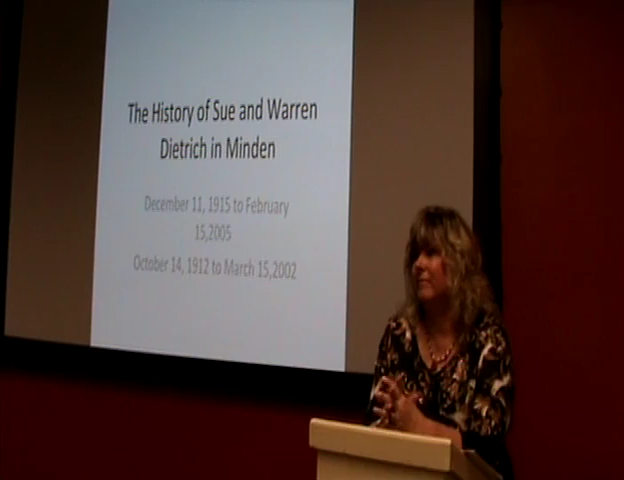 The History of Sue and Warren
Dietrich in Minden
December 11, 1915 to February
15,2005
October 14, 1912 to March 15,2002